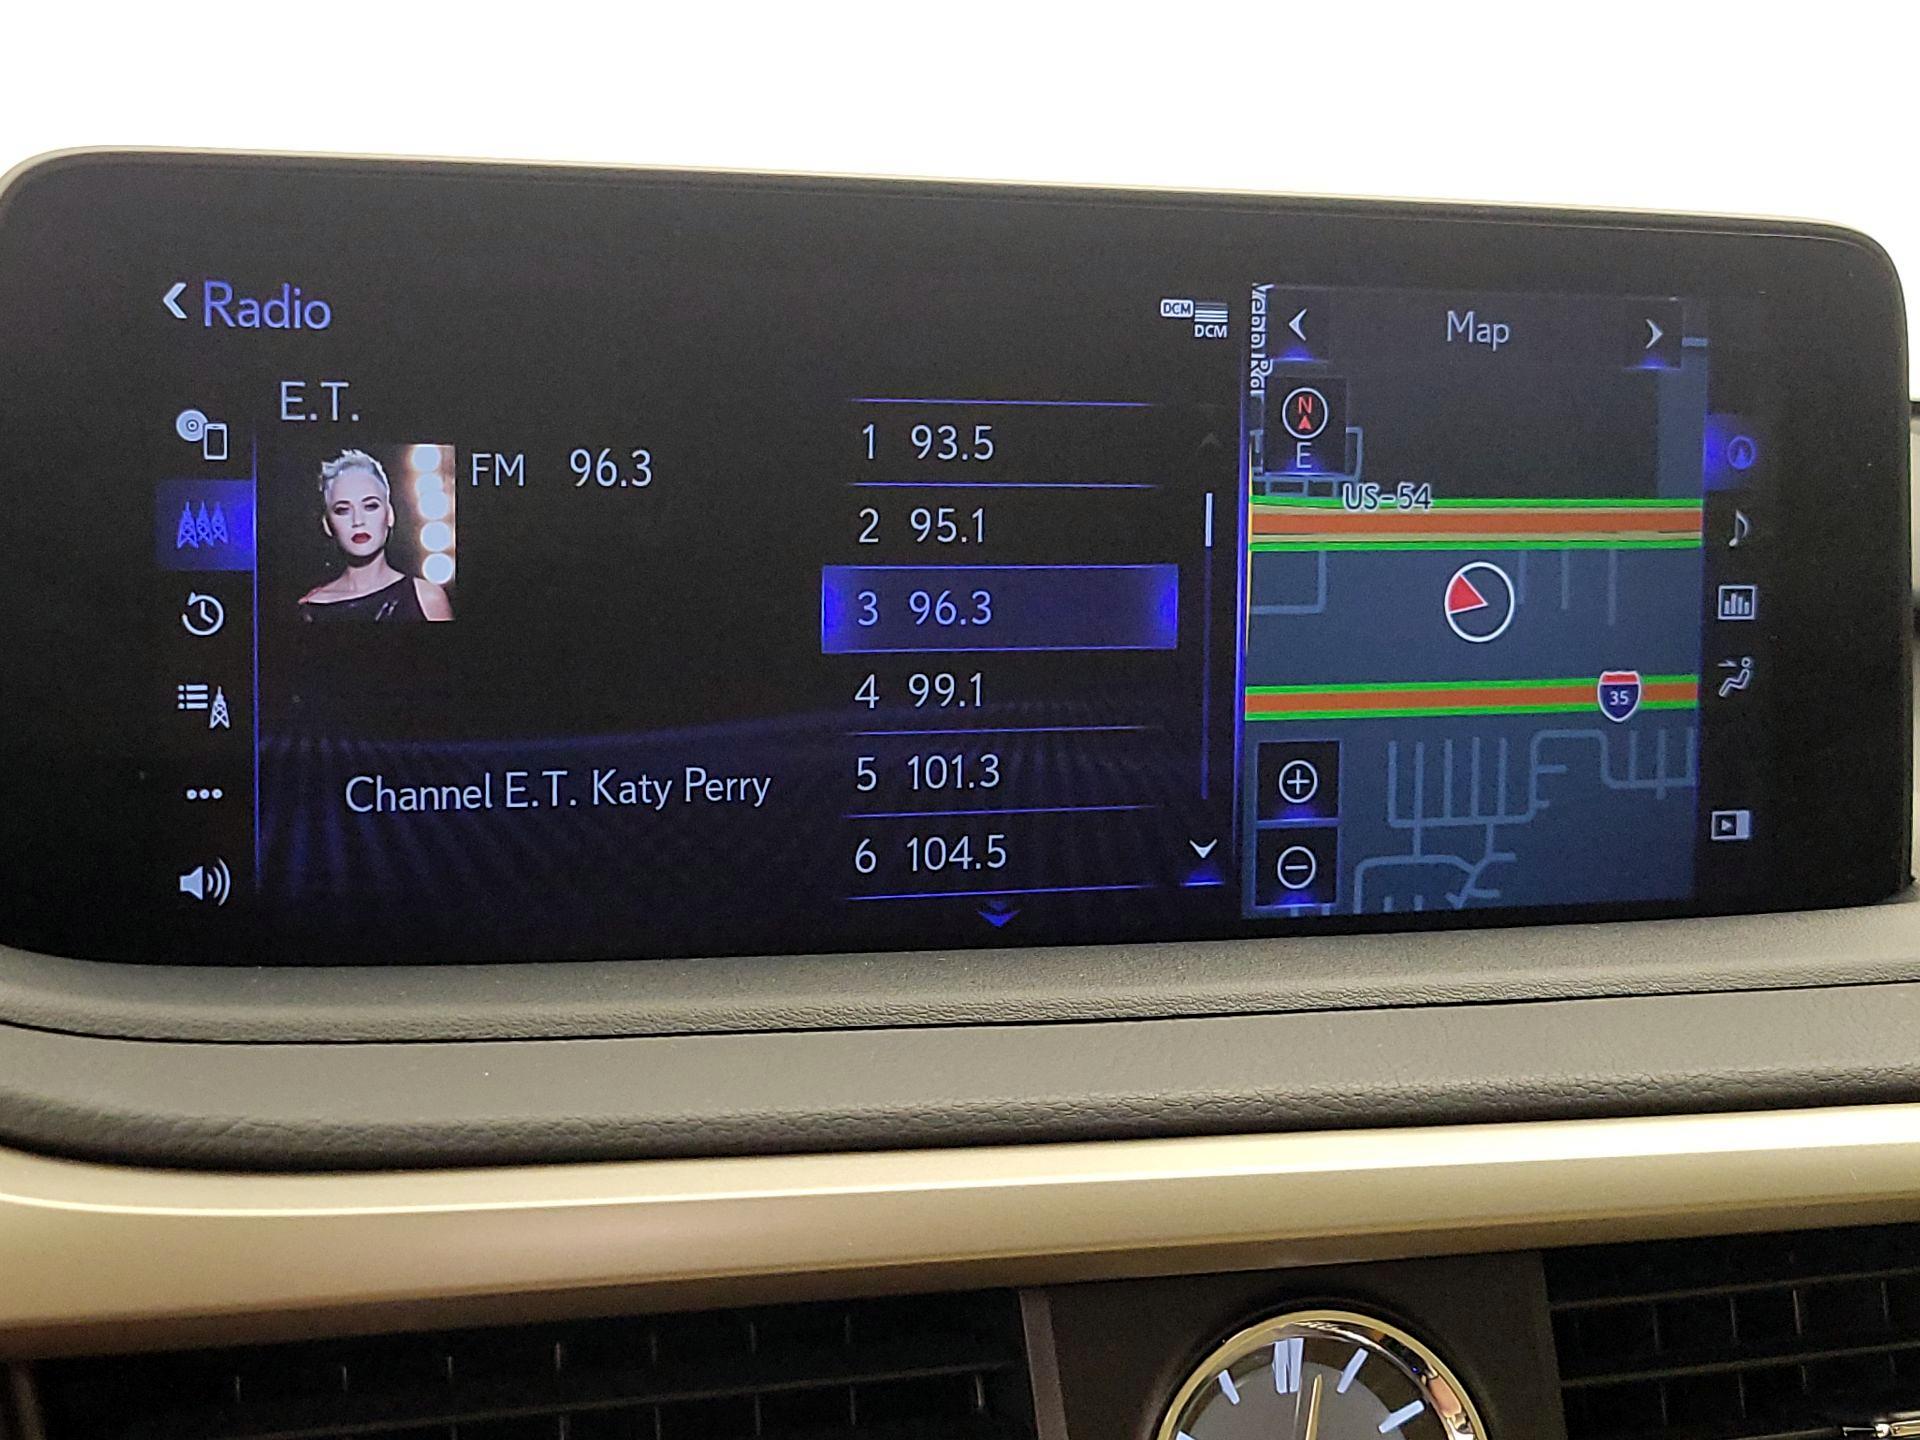 Radio
DCM
DCM
E.T.
FM 96.3
1 93.5
2 95.1
3 96.3
4 99.1
5 101.3
6 104.5
Channel E.T. Katy Perry
Map
N
E
US-54
35